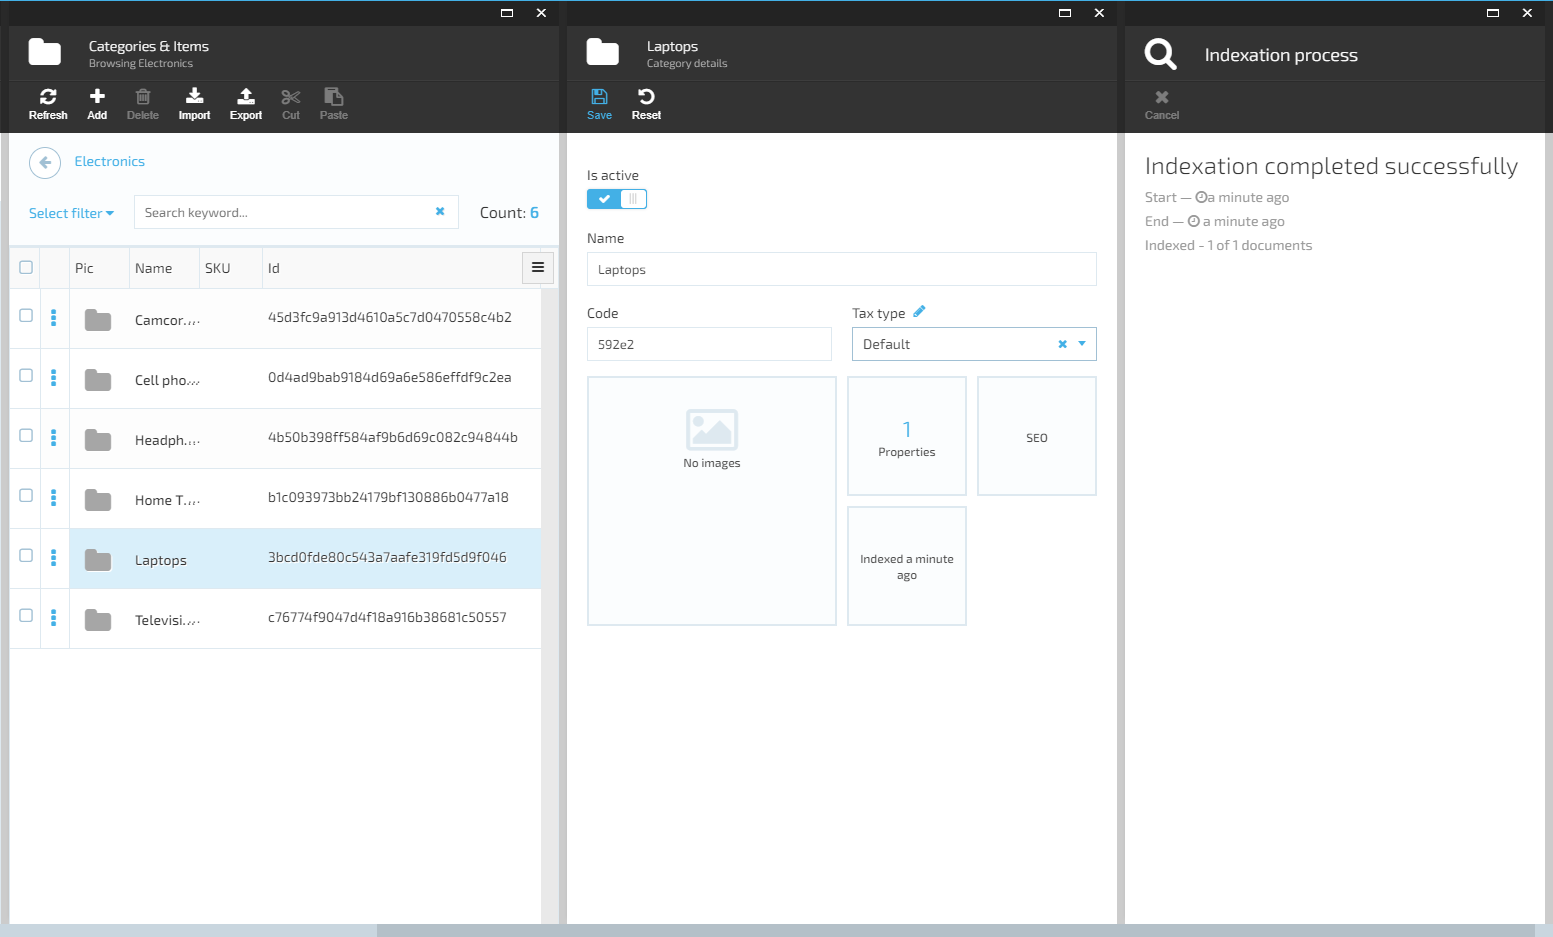 Categories & Items
Browsing Electronics
Refresh Add Delete Import Export Cut Paste
Electronics
Select filter Search keyword... Count: 6
Pic Name SKU Id
Camcor... 45d3fc9a913d4610a5c7d0470558c4b2
Cell pho... 0d4ad9bab9184d69a6e586effdf9c2ea
Headph... 4b50b398ff584af9b6d69c082c94844b
Home T... b1c093973bb24179bf130886b0477a18
Laptops 3bcd0fde80c543a7aafe319fd5d9f046
Televisi... c76774f9047d4f18a916b38681c50557
Laptops
Category details
Save Reset
Is active
Name
Laptops
Code Tax type
592e2 Default
No images
1
Properties
SEO
Indexed a minute
ago
Indexation process
Cancel
Indexation completed successfully
Start — a minute ago
End — a minute ago
Indexed - 1 of 1 documents